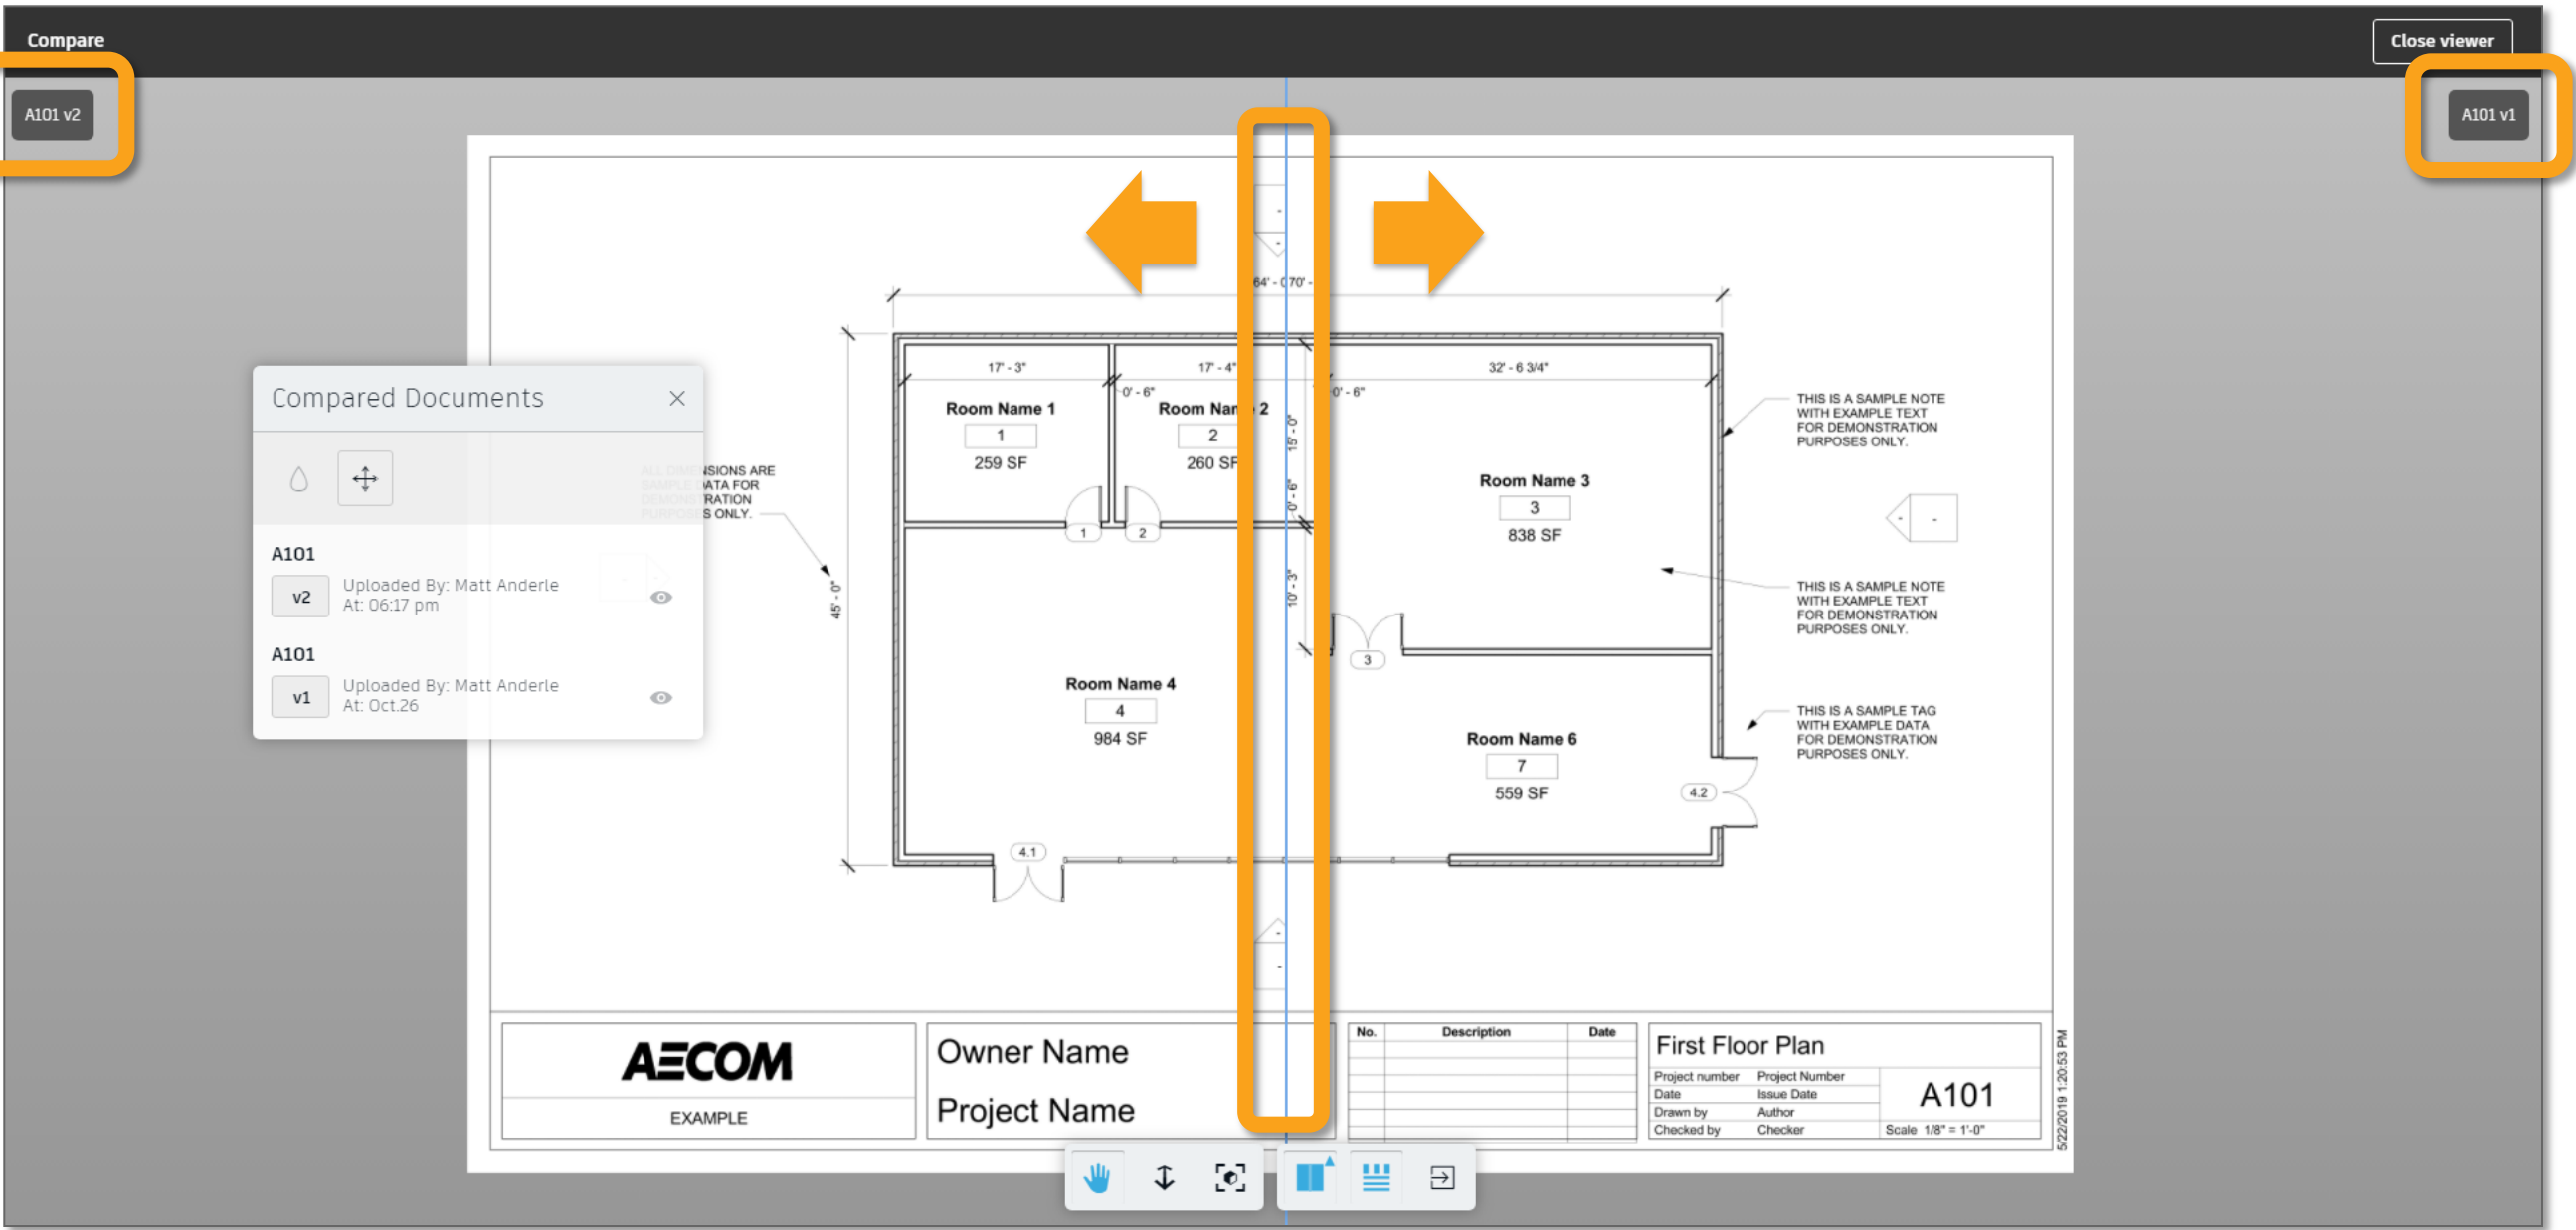 Compare
Close viewer
A101 v2
A101 v1
64' - 0
70' -
17' - 3"
17' - 4"
32' - 6 3/4"
0' - 6"
0' - 6"
Room Name 1
1
259 SF
Room Nar
2
2
260 SF
15' - 0"
0' - 6"
10' - 3"
45' - 0"
Room Name 3
3
838 SF
1
2
3
Room Name 4
4
984 SF
Room Name 6
7
559 SF
4.1
4.2
THIS IS A SAMPLE NOTE
WITH EXAMPLE TEXT
FOR DEMONSTRATION
PURPOSES ONLY.
THIS IS A SAMPLE NOTE
WITH EXAMPLE TEXT
FOR DEMONSTRATION
PURPOSES ONLY.
THIS IS A SAMPLE TAG
WITH EXAMPLE DATA
FOR DEMONSTRATION
PURPOSES ONLY.
ALL DIMENSIONS ARE
SAMPLE DATA FOR
DEMONSTRATION
PURPOSES ONLY.
Compared Documents
A101
v2
Uploaded By: Matt Anderle
At: 06:17 pm
A101
v1
Uploaded By: Matt Anderle
At: Oct.26
AECOM
EXAMPLE
Owner Name
Project Name
No. Description Date
First Floor Plan
Project number Project Number
Date Issue Date
Drawn by Author
Checked by Checker
A101
Scale 1/8" = 1'-0"
5/22/2019 1:20:53 PM